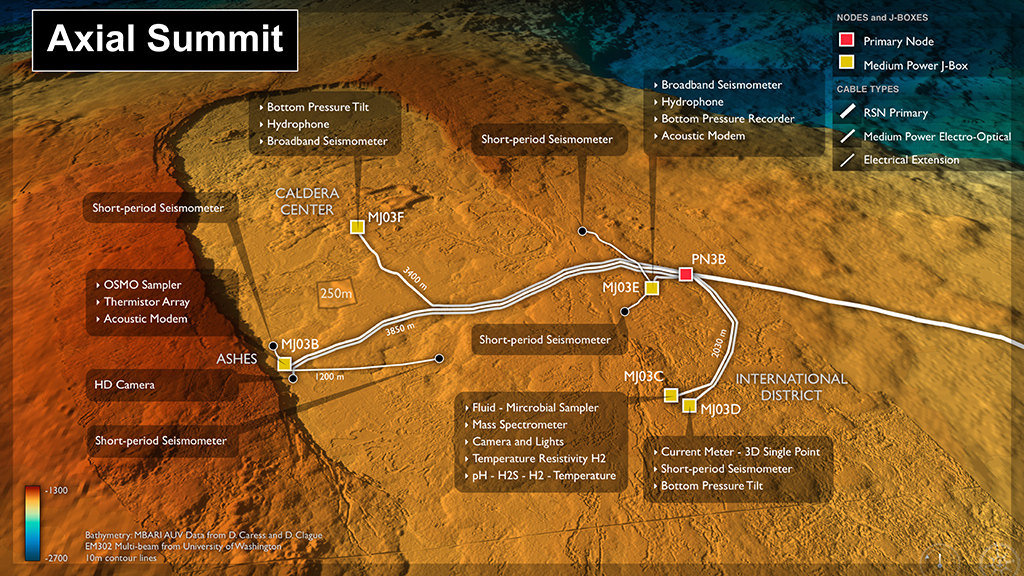 Axial Summit
NODES and J-BOXES
Primary Node
Medium Power J-Box
CABLE TYPES
RSN Primary
Medium Power Electro-Optical
Electrical Extension
Bottom Pressure Tilt
Hydrophone
Broadband Seismometer
Short-period Seismometer
Broadband Seismometer
Hydrophone
Bottom Pressure Recorder
Acoustic Modem
Short-period Seismometer
CALDERA
CENTER
MJ03F
3400 m
250m
PN3B
MJ03E
OSMO Sampler
Thermistor Array
Acoustic Modem
3850 m
2030 m
Short-period Seismometer
MJ03B
ASHES
1200 m
HD Camera
MJ03C
INTERNATIONAL
DISTRICT
MJ03D
Short-period Seismometer
Fluid - Mircrobial Sampler
Mass Spectrometer
Camera and Lights
Temperature Resistivity H2
pH - H2S - H2 - Temperature
Current Meter - 3D Single Point
Short-period Seismometer
Bottom Pressure Tilt
-1300
-2700
Bathymetry: MBARI AUV Data from D. Caress and D. Clague
EM302 Multi-beam from University of Washington
10m contour lines